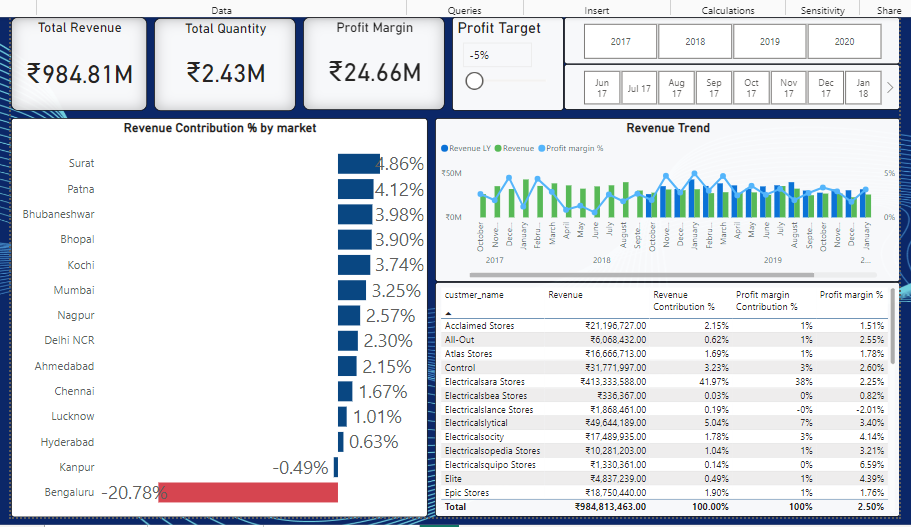 Data Queries Insert Calculations Sensitivity Share
Total Revenue
₹984.81M
Total Quantity
₹2.43M
Profit Margin
₹24.66M
Profit Target
-5%
2017 2018 2019 2020
Jun 17 Jul 17 Aug 17 Sep 17 Oct 17 Nov 17 Dec 17 Jan 18
Revenue Contribution % by market
Surat 4.86%
Patna 4.12%
Bhubaneshwar 3.98%
Bhopal 3.90%
Kochi 3.74%
Mumbai 3.25%
Nagpur 2.57%
Delhi NCR 2.30%
Ahmedabad 2.15%
Chennai 1.67%
Lucknow 1.01%
Hyderabad 0.63%
Kanpur -0.49%
Bengaluru -20.78%
Revenue Trend
Revenue LY Revenue Profit margin %
₹50M 5%
₹0M 0%
October Nove... Dece... January Febru... March April May June July August Septe... October Nove... Dece... January Febru... March April May June July August Septe... October Nove... Dece... January
2017 2018 2019 2...
custmer_name Revenue Revenue Contribution % Profit margin Contribution % Profit margin %
Acclaimed Stores ₹21,196,727.00 2.15% 1% 1.51%
All-Out ₹6,068,432.00 0.62% 1% 2.55%
Atlas Stores ₹16,666,713.00 1.69% 1% 1.78%
Control ₹31,771,997.00 3.23% 3% 2.60%
Electricalsara Stores ₹413,333,588.00 41.97% 38% 2.25%
Electricalsbea Stores ₹336,367.00 0.03% 0% 0.82%
Electricalslance Stores ₹1,868,461.00 0.19% -0% -2.01%
Electricalslytical ₹49,644,189.00 5.04% 7% 3.40%
Electricalsocity ₹17,489,935.00 1.78% 3% 4.14%
Electricalsopedia Stores ₹10,281,203.00 1.04% 1% 3.21%
Electricalsquipo Stores ₹1,330,361.00 0.14% 0% 6.59%
Elite ₹4,837,239.00 0.49% 1% 4.39%
Epic Stores ₹18,750,440.00 1.90% 1% 1.76%
Total ₹984,813,463.00 100.00% 100% 2.50%